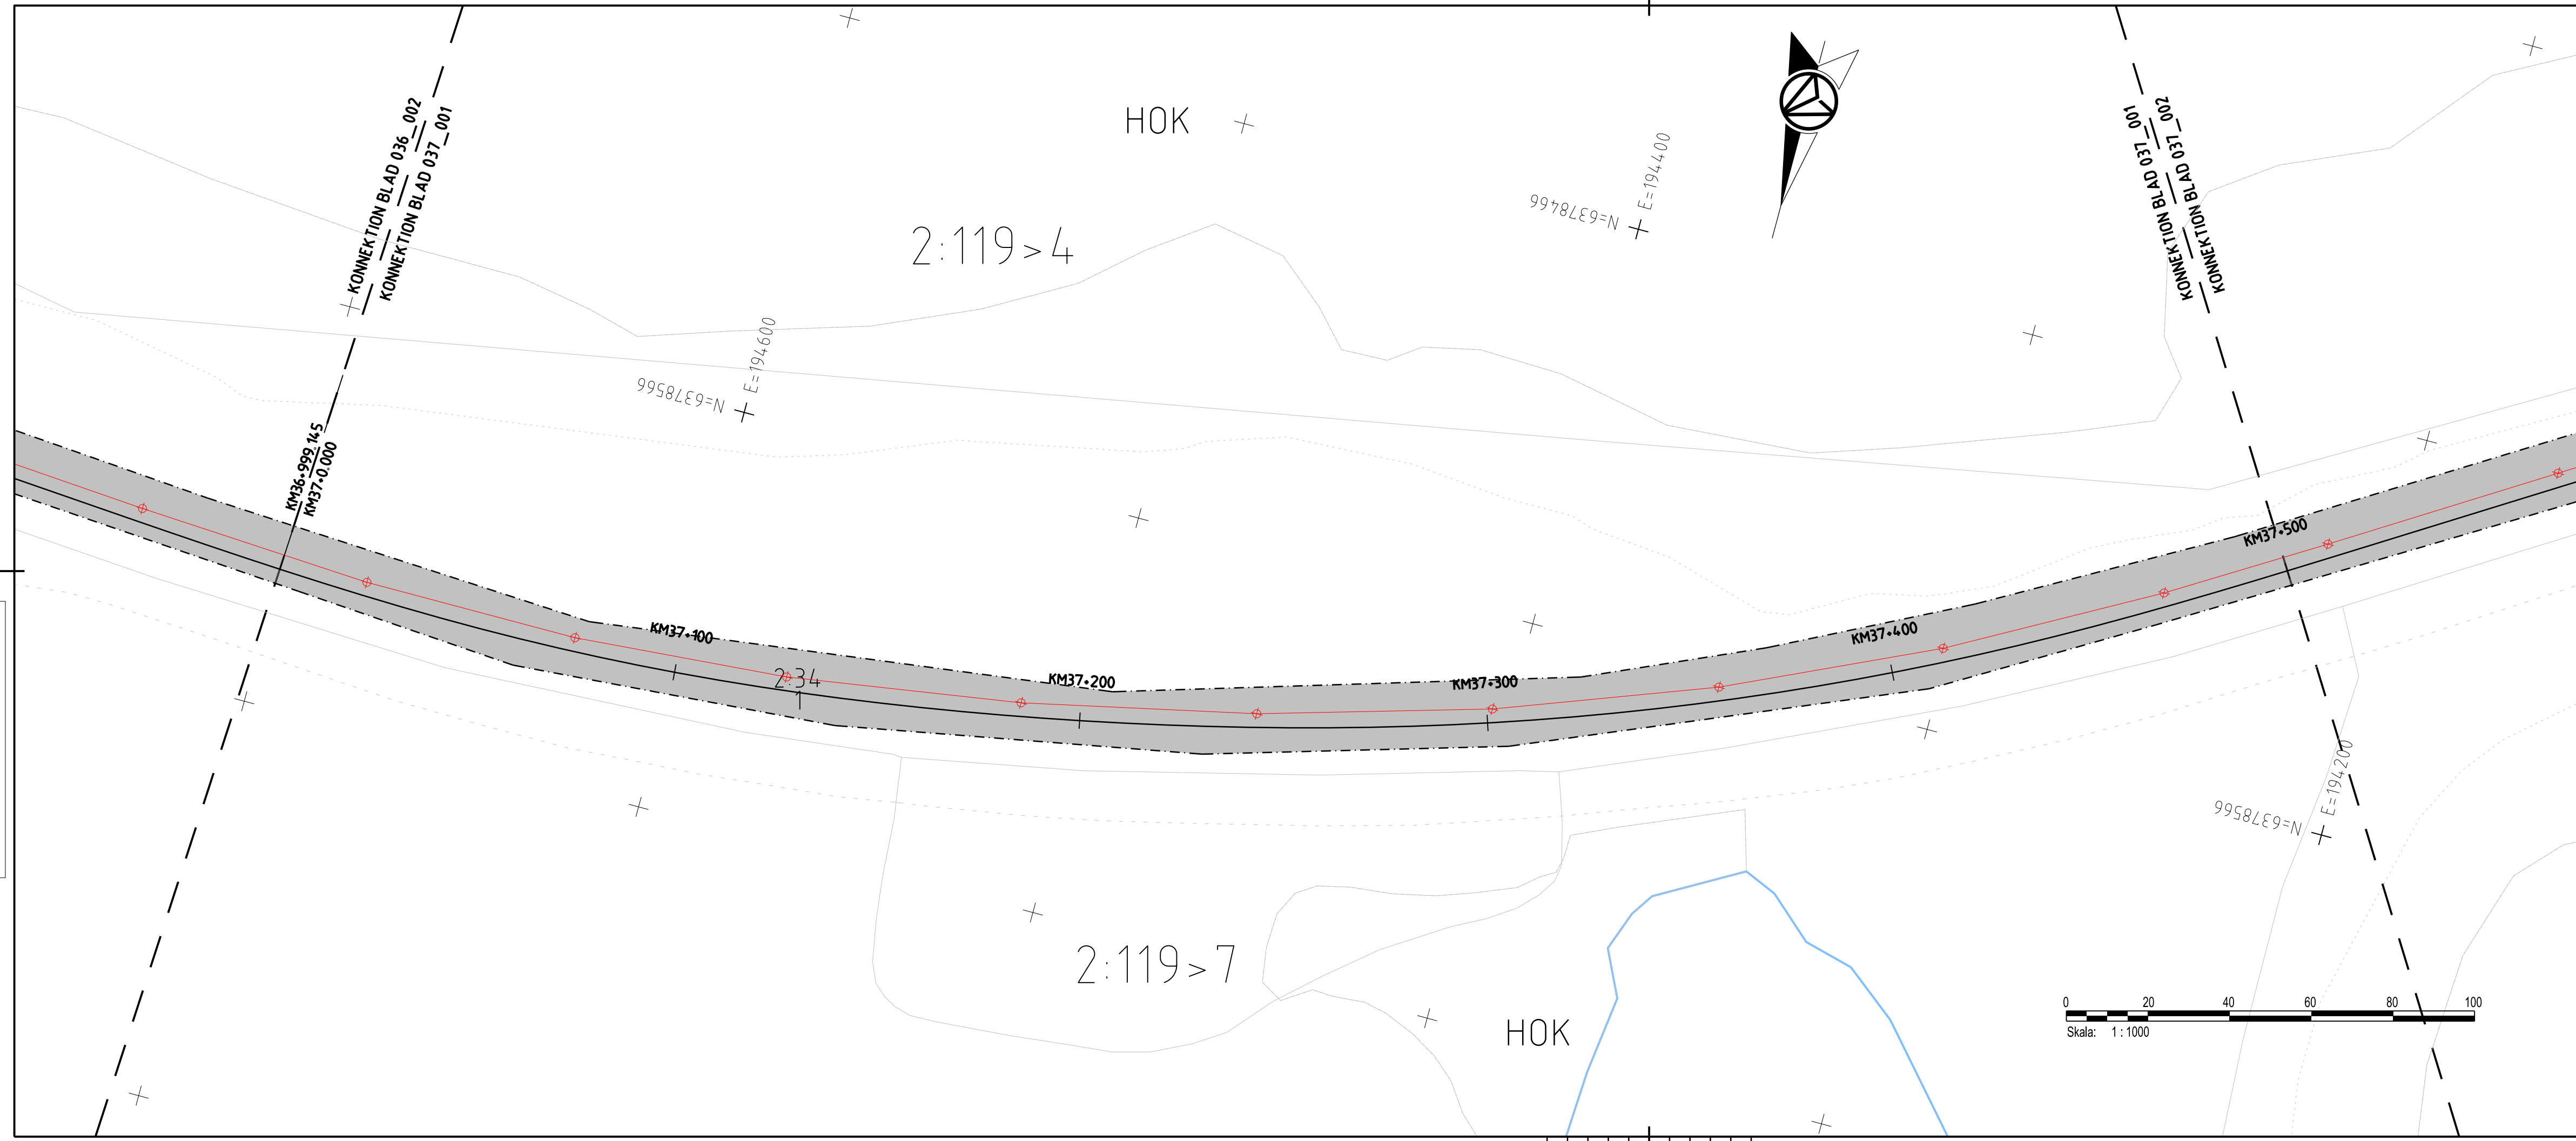 KONNEKTION BLAD 036_002
KONNEKTION BLAD 037_001
HOK
2:119>4
N=6378466
E=194400
KONNEKTION BLAD 037_001
KONNEKTION BLAD 037_002
N=6378566
E=194600
KM36+999.145
KM37+0.000
KM37+100
2:34
1
KM37+200
KM37+300
KM37+400
KM37+500
N=6378566
E=194200
2:119>7
HOK
0 20 40 60 80 100
Skala: 1 : 1000